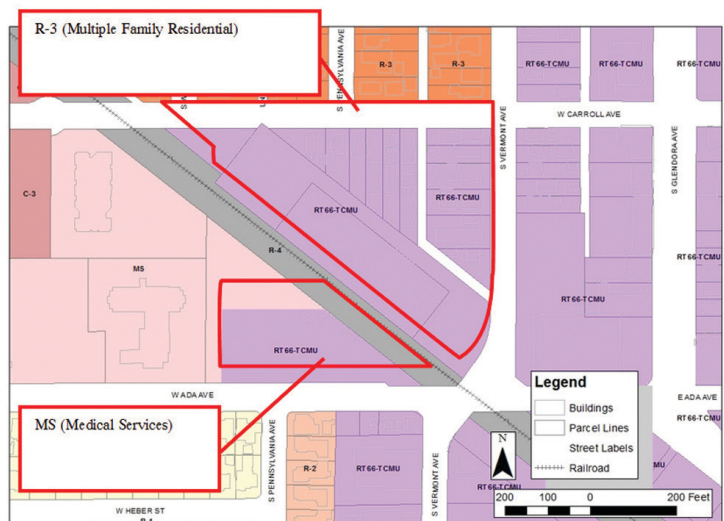 R-3 (Multiple Family Residential)
R-3
R-3
RT66-TCMU
RT66-TCMU
RT66-TCMU
S VERMONT AVE
W CARROLL AVE
S GLENDORA AVE
C-3
RT66-TCMU
RT66-TCMU
R-4
MS
RT66-TCMU
RT66-TCMU
W ADA AVE
E ADA AVE
MS (Medical Services)
S PENNSYLVANIA AVE
R-2
RT66-TCMU
S VERMONT AVE
RT66-TCMU
RT66-TCMU
W HEBER ST
Legend
Buildings
Parcel Lines
Street Labels
Railroad
N
200 100 0 200 Feet